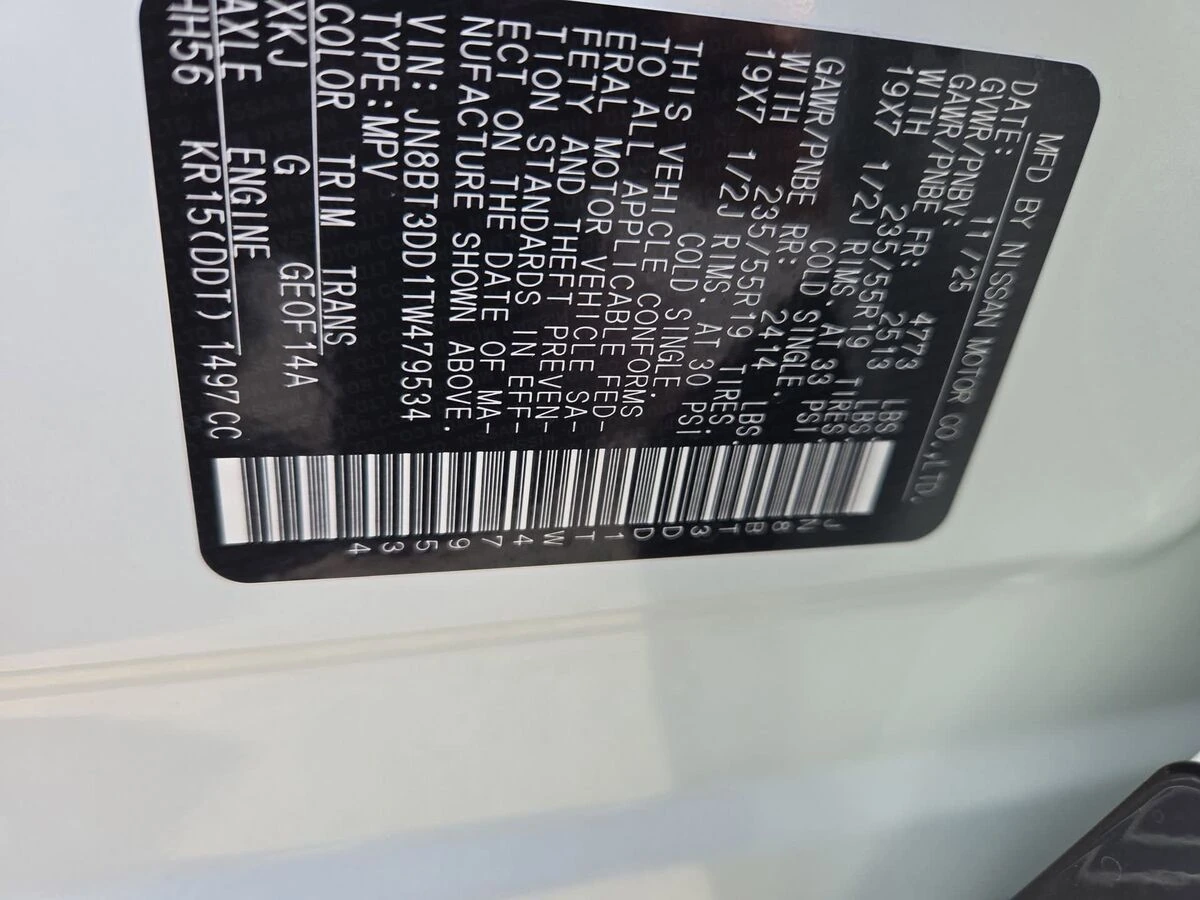 MFD BY NISSAN MOTOR CO.,LTD.
DATE: 11/25
GVWR/PNBV: 4773 LBS.
GAWR/PNBE FR: 2513 LBS.
WITH 235/55R19 TIRES,
19X7 1/2J RIMS, AT 33 PSI.
COLD SINGLE.
GAWR/PNBE RR: 2414 LBS.
WITH 235/55R19 TIRES,
19X7 1/2J RIMS, AT 30 PSI
COLD SINGLE.
THIS VEHICLE CONFORMS
TO ALL APPLICABLE FED-
ERAL MOTOR VEHICLE SA-
FETY AND THEFT PREVEN-
TION STANDARDS IN EFF-
ECT ON THE DATE OF MA-
NUFACTURE SHOWN ABOVE.
VIN: JN8BT3DD1TW479534
TYPE:MPV
COLOR TRIM TRANS
XKJ G GE0F14A
AXLE ENGINE
HH56 KR15(DDT) 1497CC
JN8BT3DD1TW479534